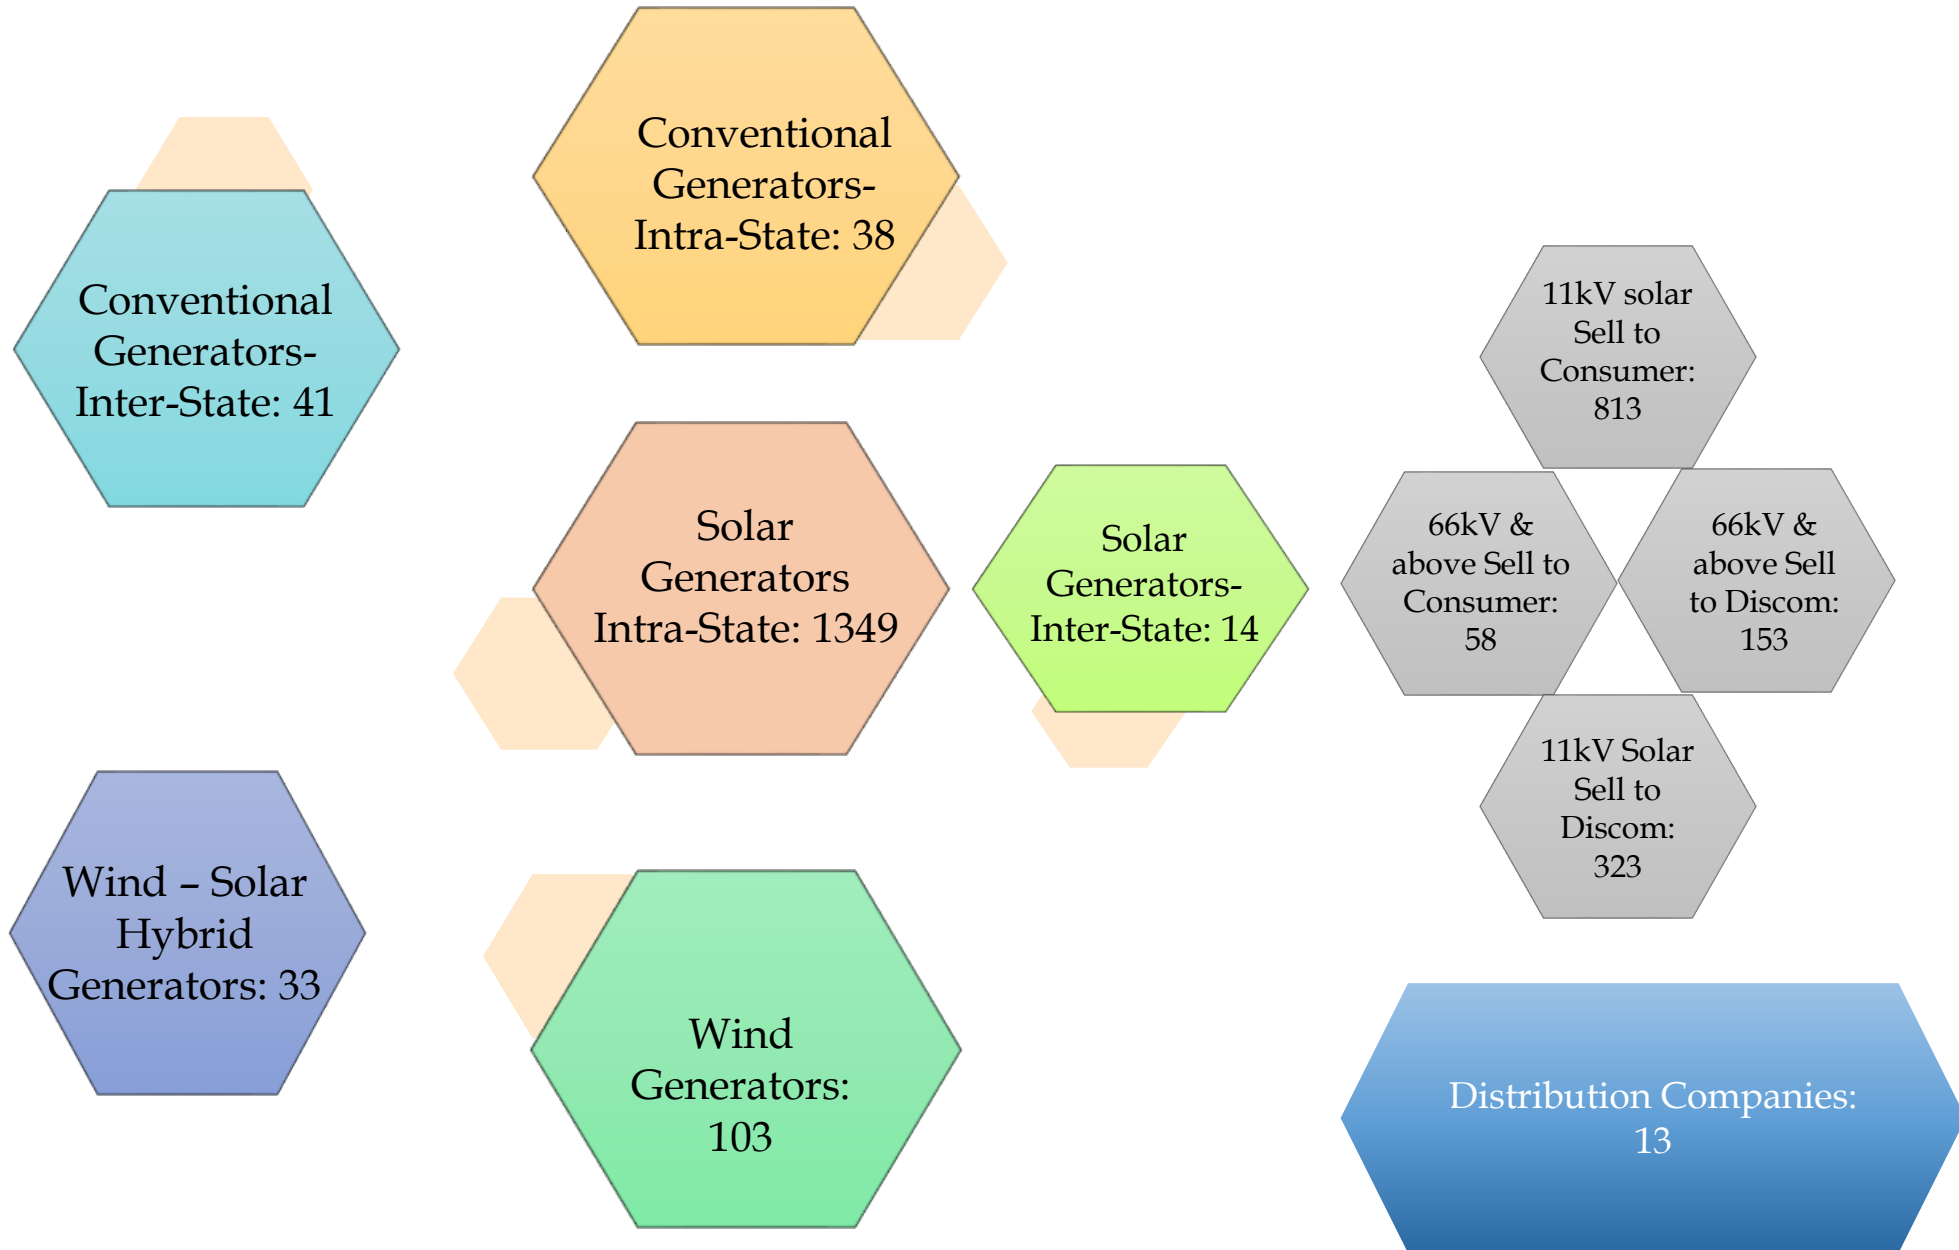 Conventional
Generators-
Intra-State: 38
Conventional
Generators-
Inter-State: 41
Solar
Generators
Intra-State: 1349
Solar
Generators-
Inter-State: 14
11kV solar
Sell to
Consumer:
813
66kV &
above Sell to
Consumer:
58
66kV &
above Sell
to Discom:
153
11kV Solar
Sell to
Discom:
323
Wind – Solar
Hybrid
Generators: 33
Wind
Generators:
103
Distribution Companies:
13